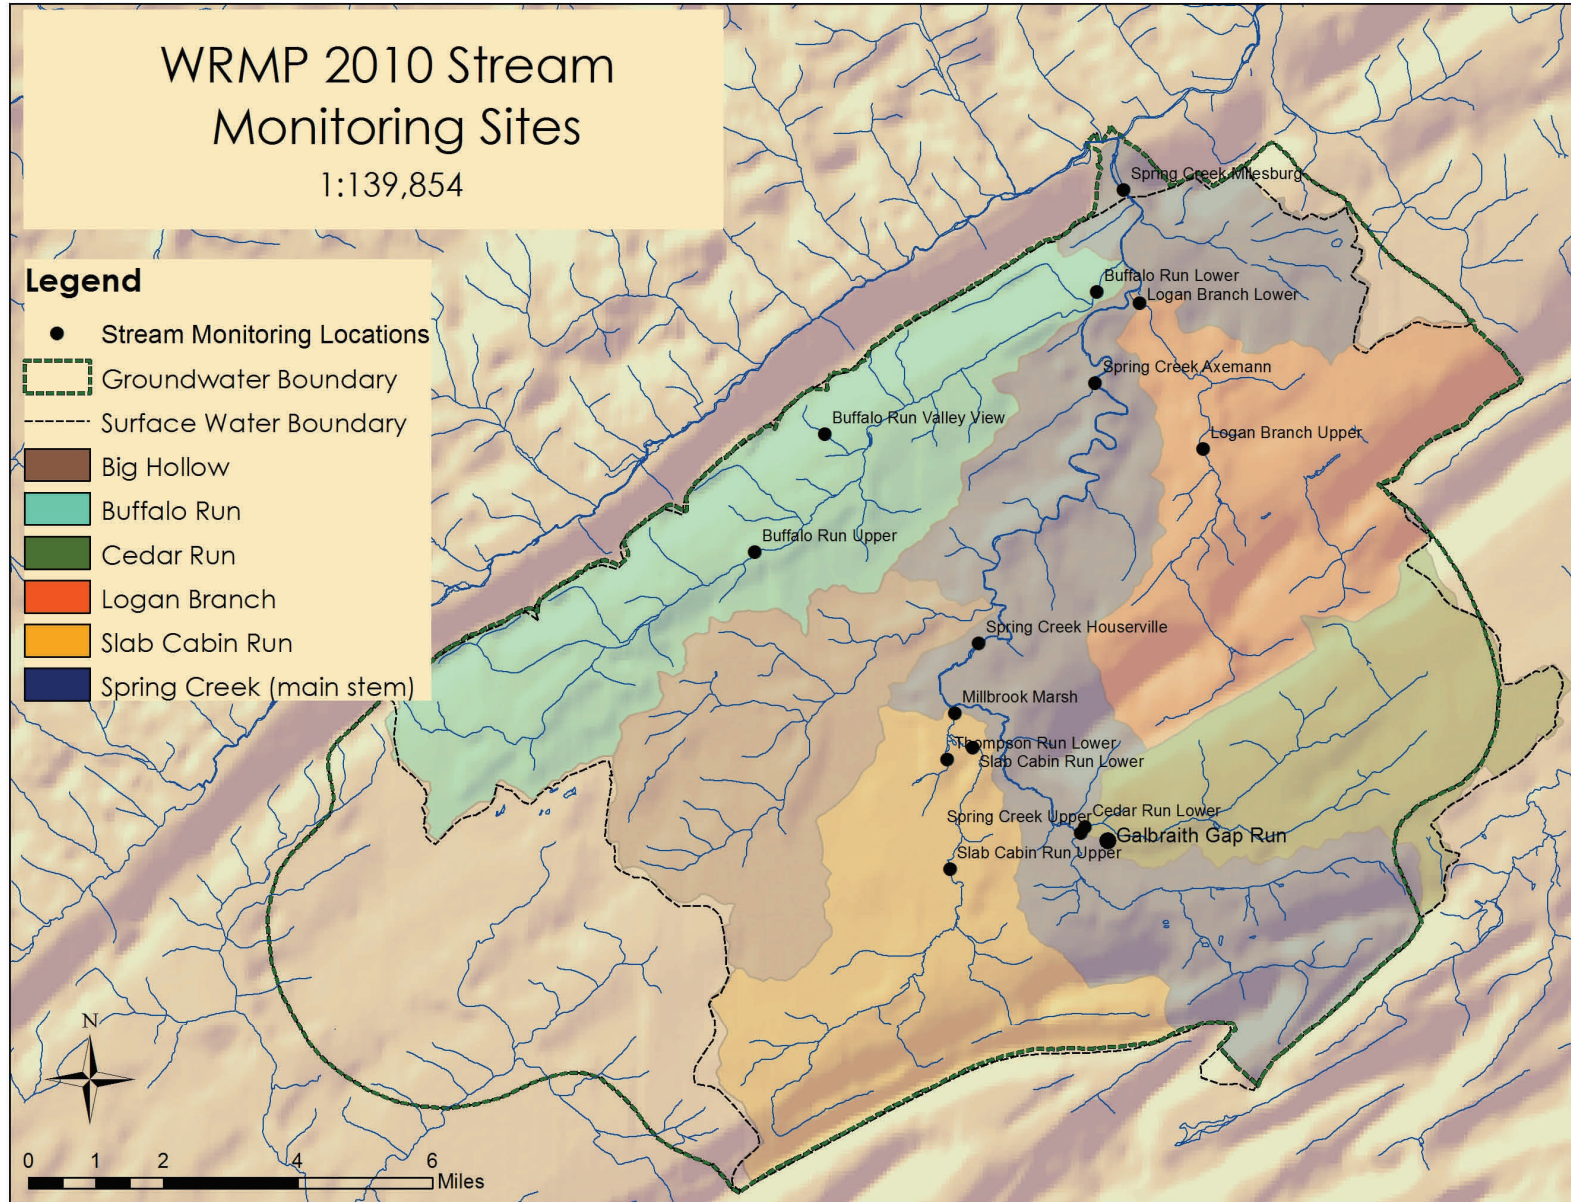 WRMP 2010 Stream
Monitoring Sites
1:139,854
Legend
Stream Monitoring Locations
Groundwater Boundary
Surface Water Boundary
Big Hollow
Buffalo Run
Cedar Run
Logan Branch
Slab Cabin Run
Spring Creek (main stem)
Spring Creek Milesburg
Buffalo Run Lower
Logan Branch Lower
Spring Creek Axemann
Buffalo Run Valley View
Logan Branch Upper
Buffalo Run Upper
Spring Creek Houserville
Millbrook Marsh
Thompson Run Lower
Slab Cabin Run Lower
Cedar Run Lower
Spring Creek Upper
Galbraith Gap Run
Slab Cabin Run Upper
N
0 1 2 4 6
Miles